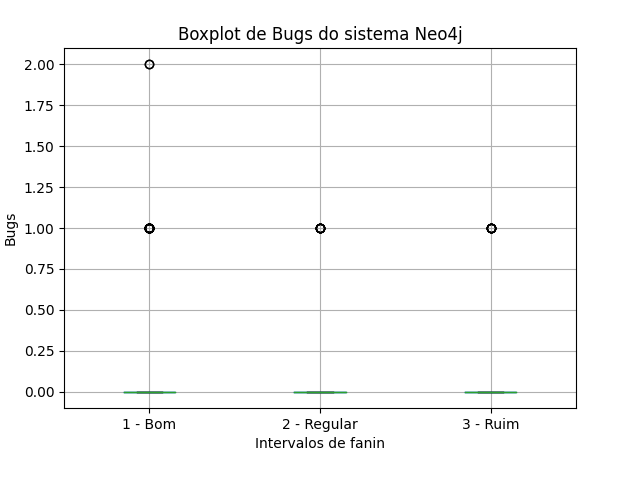 Boxplot de Bugs do sistema Neo4j
2.00
1.75
1.50
1.25
1.00
0.75
0.50
0.25
0.00
Bugs
1 - Bom
2 - Regular
3 - Ruim
Intervalos de fanin